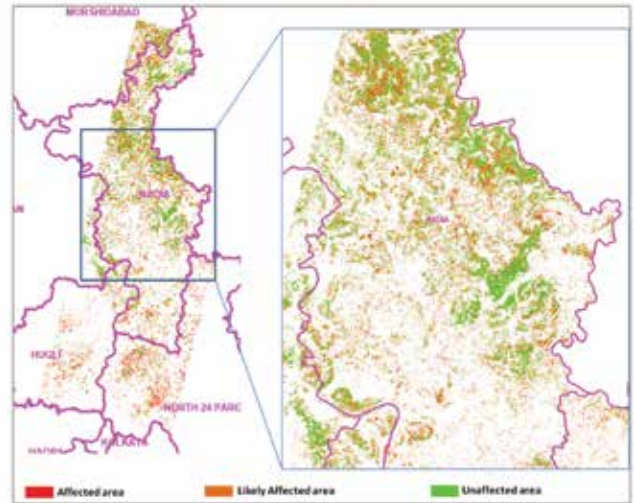 MURSHIDABAD
NADIA
NADIA
HUGLI
NORTH 24 PARG
KOLKATA
Affected area
Likely Affected area
Unaffected area